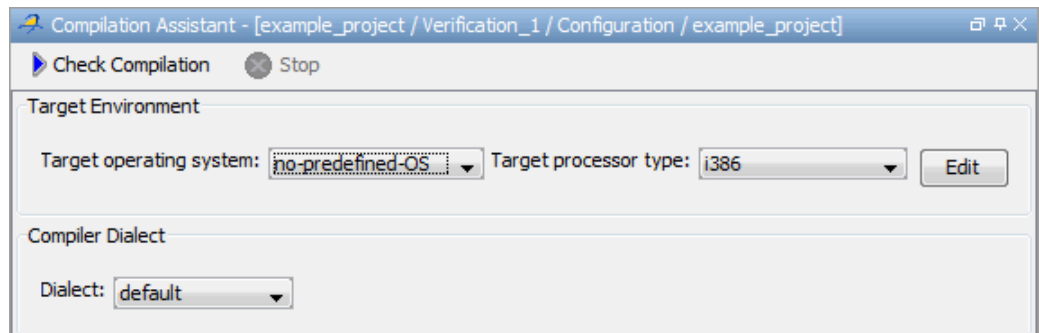 Compilation Assistant - [example_project / Verification_1 / Configuration / example_project]
Check Compilation Stop
Target Environment
Target operating system: no-predefined-OS Target processor type: i386 Edit
Compiler Dialect
Dialect: default